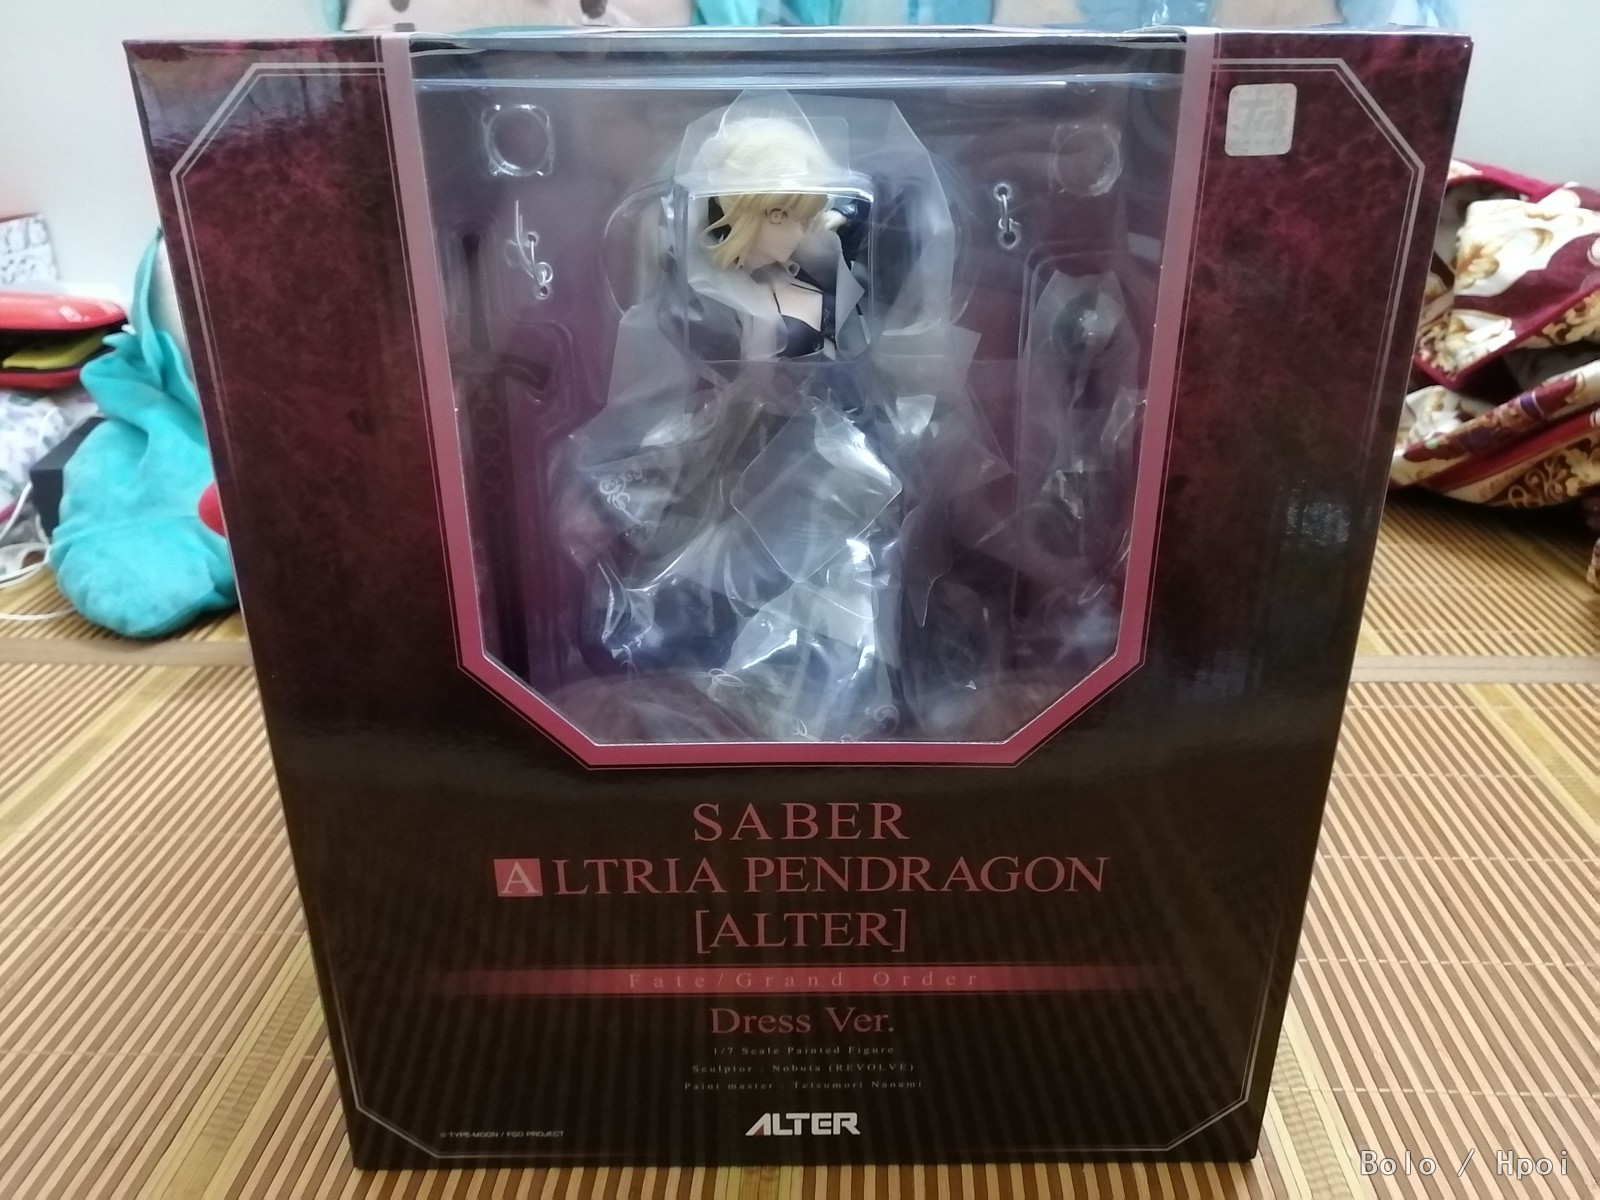 SABER
ALTRIA PENDRAGON
[ALTER]
Fate/Grand Order
Dress Ver.
1/7 Scale Painted Figure
Sculptor : Nobuta (REVOLVE)
Paint master : Tetsumori Nanami
ALTER
© TYPE-MOON / FGO PROJECT
Bolo / Hpoi